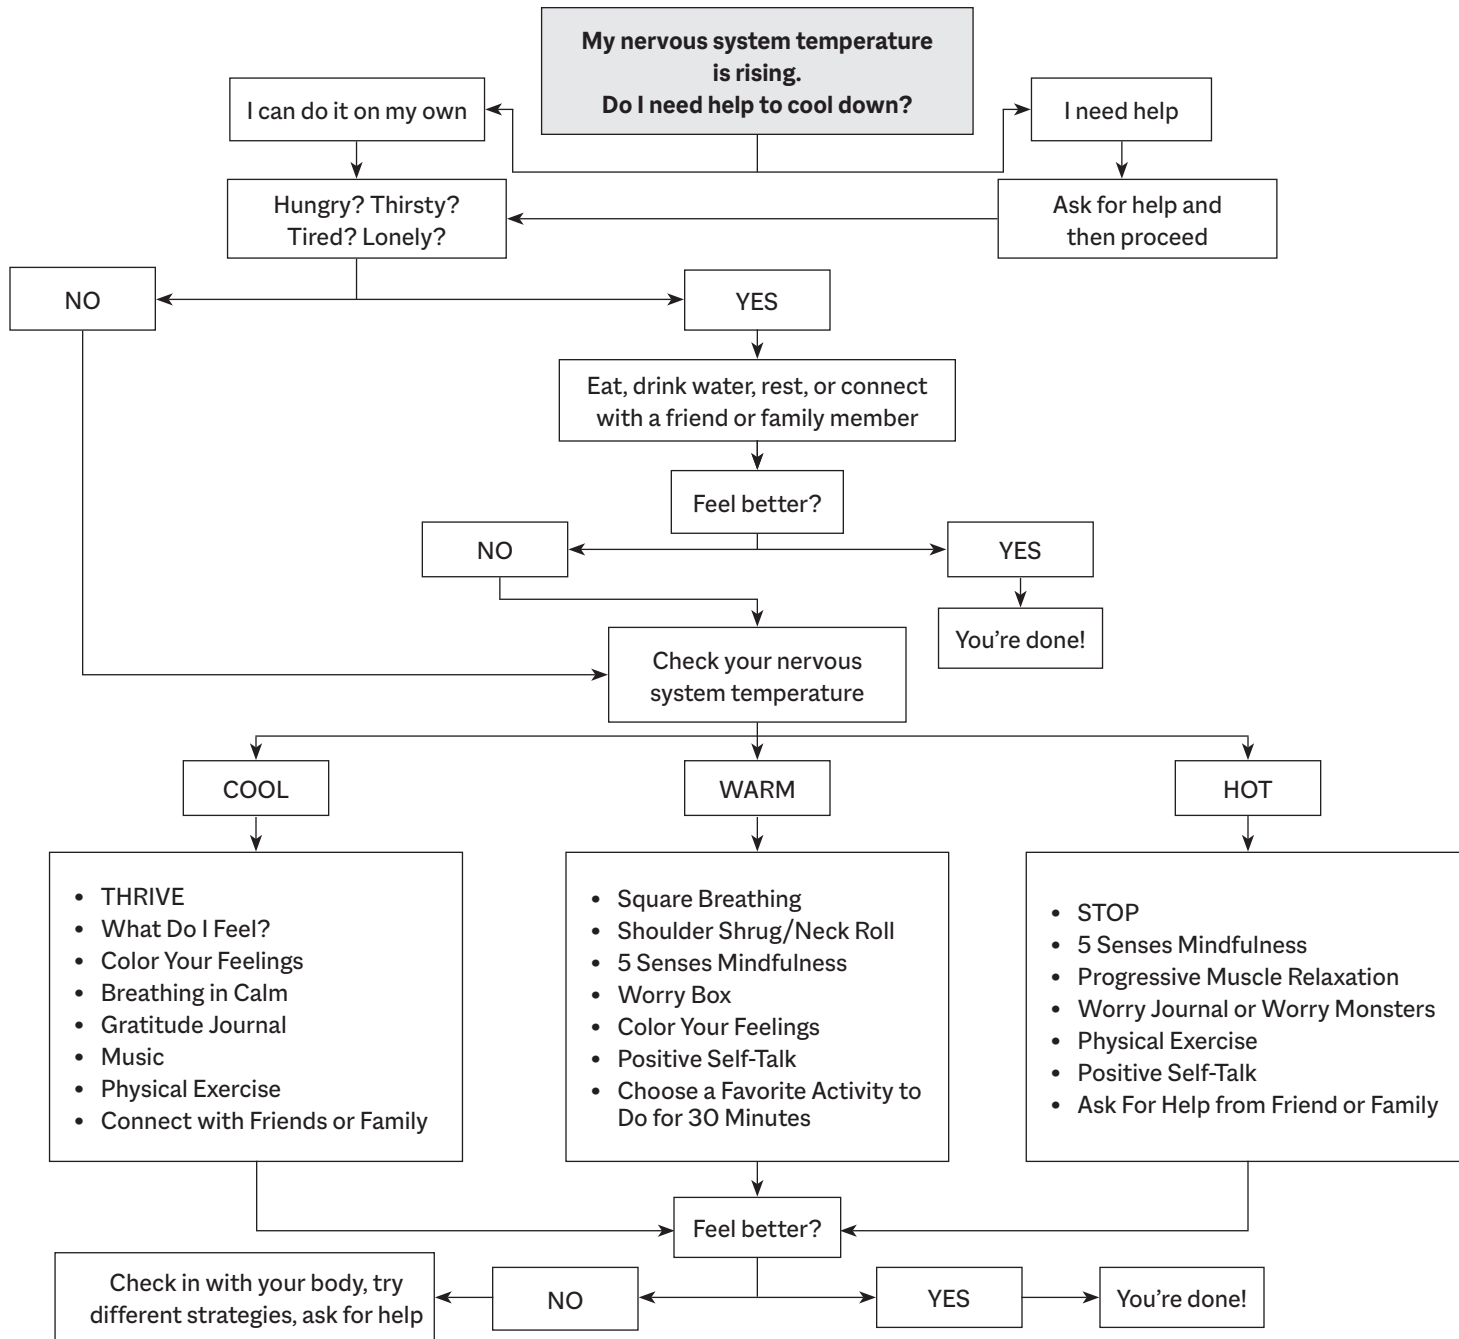 My nervous system temperature
is rising.
Do I need help to cool down?
I can do it on my own
I need help
Hungry? Thirsty?
Tired? Lonely?
Ask for help and
then proceed
NO
YES
Eat, drink water, rest, or connect
with a friend or family member
Feel better?
NO
YES
You’re done!
Check your nervous
system temperature
COOL
WARM
HOT
• THRIVE
• What Do I Feel?
• Color Your Feelings
• Breathing in Calm
• Gratitude Journal
• Music
• Physical Exercise
• Connect with Friends or Family
• Square Breathing
• Shoulder Shrug/Neck Roll
• 5 Senses Mindfulness
• Worry Box
• Color Your Feelings
• Positive Self-Talk
• Choose a Favorite Activity to
Do for 30 Minutes
• STOP
• 5 Senses Mindfulness
• Progressive Muscle Relaxation
• Worry Journal or Worry Monsters
• Physical Exercise
• Positive Self-Talk
• Ask For Help from Friend or Family
Feel better?
Check in with your body, try
different strategies, ask for help
NO
YES
You’re done!